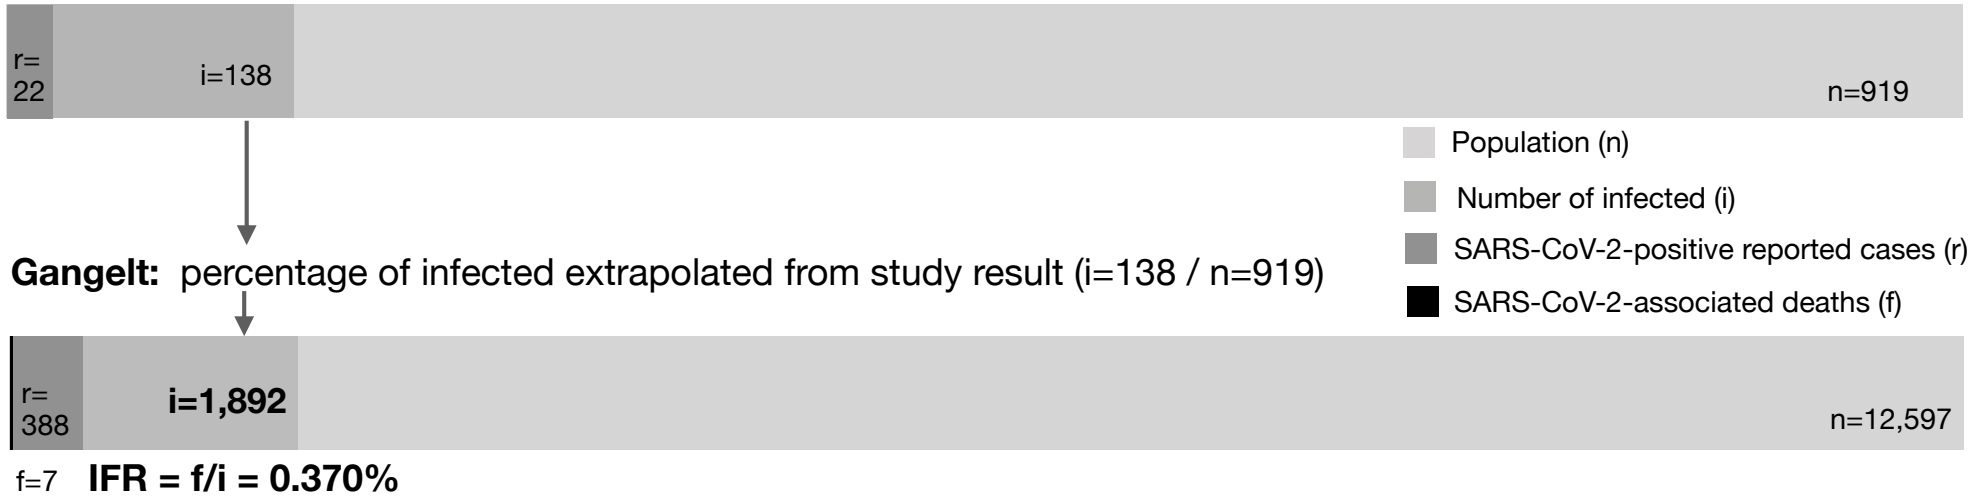 r=
22
i=138
n=919
Population (n)
Number of infected (i)
SARS-CoV-2-positive reported cases (r)
SARS-CoV-2-associated deaths (f)
Gangelt: percentage of infected extrapolated from study result (i=138 / n=919)
r=
388
i=1,892
n=12,597
f=7 IFR = f/i = 0.370%